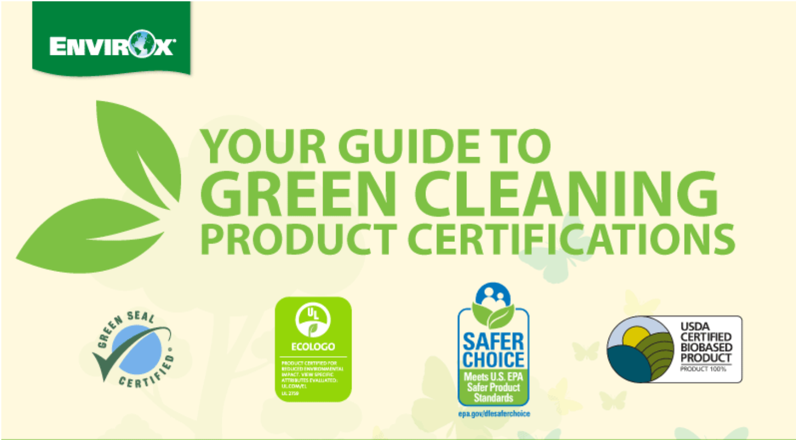 ENVIROX
YOUR GUIDE TO
GREEN CLEANING
PRODUCT CERTIFICATIONS
GREEN SEAL
CERTIFIED
UL
ECOLOGO
PRODUCT CERTIFIED FOR
REDUCED ENVIRONMENTAL
IMPACT. VIEW SPECIFIC
ATTRIBUTES EVALUATED:
UL.COM/EL
UL 2759
SAFER
CHOICE
Meets U.S. EPA
Safer Product
Standards
epa.gov/dfesaferchoice
USDA
CERTIFIED
BIOBASED
PRODUCT
PRODUCT 100%